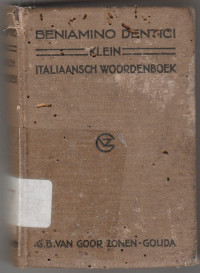 BENIAMINO DENTICI
KLEIN
ITALIAANSCH WOORDENBOEK
G.B. VAN GOOR ZONEN - GOUDA